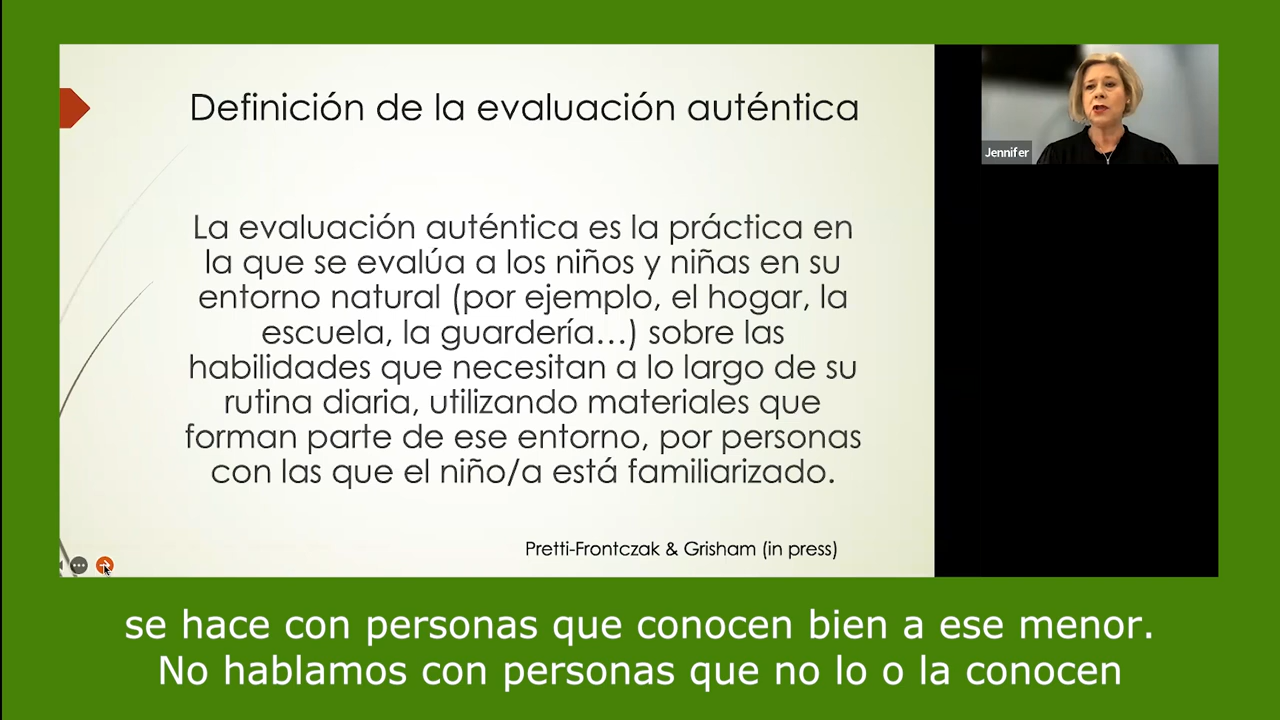 Definición de la evaluación auténtica
La evaluación auténtica es la práctica en
la que se evalúa a los niños y niñas en su
entorno natural (por ejemplo, el hogar, la
escuela, la guardería...) sobre las
habilidades que necesitan a lo largo de su
rutina diaria, utilizando materiales que
forman parte de ese entorno, por personas
con las que el niño/a está familiarizado.
Pretti-Frontczak & Grisham (in press)
Jennifer
se hace con personas que conocen bien a ese menor.
No hablamos con personas que no lo o la conocen